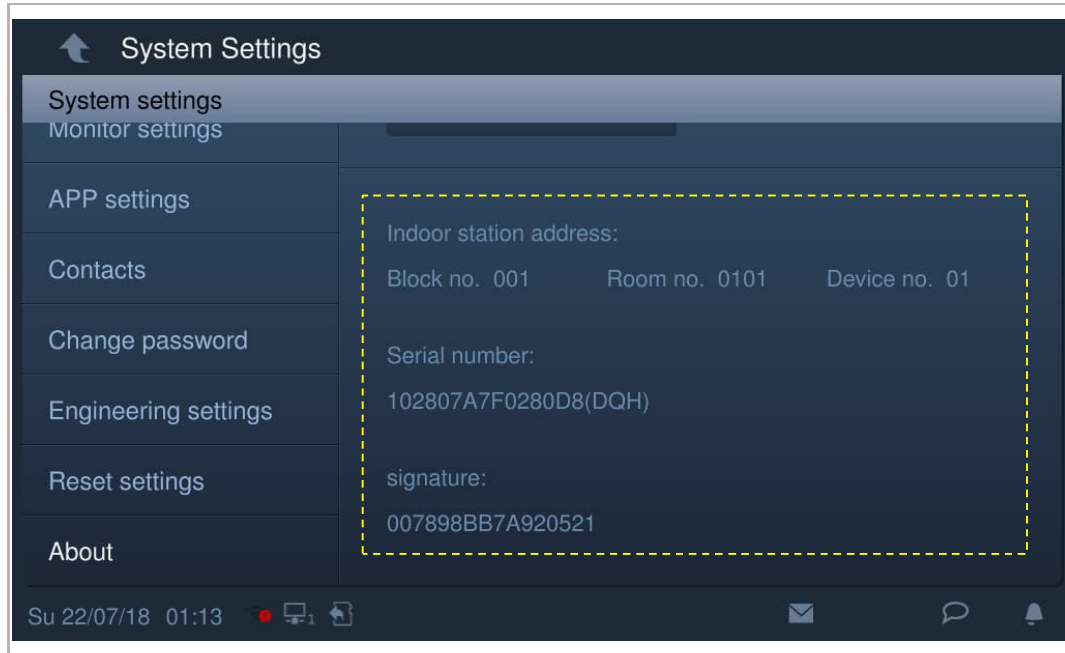 System Settings
System settings
Monitor settings
APP settings
Contacts
Change password
Engineering settings
Reset settings
About
Indoor station address:
Block no. 001 Room no. 0101 Device no. 01
Serial number:
102807A7F0280D8(DQH)
signature:
007898BB7A920521
Su 22/07/18 01:13 1